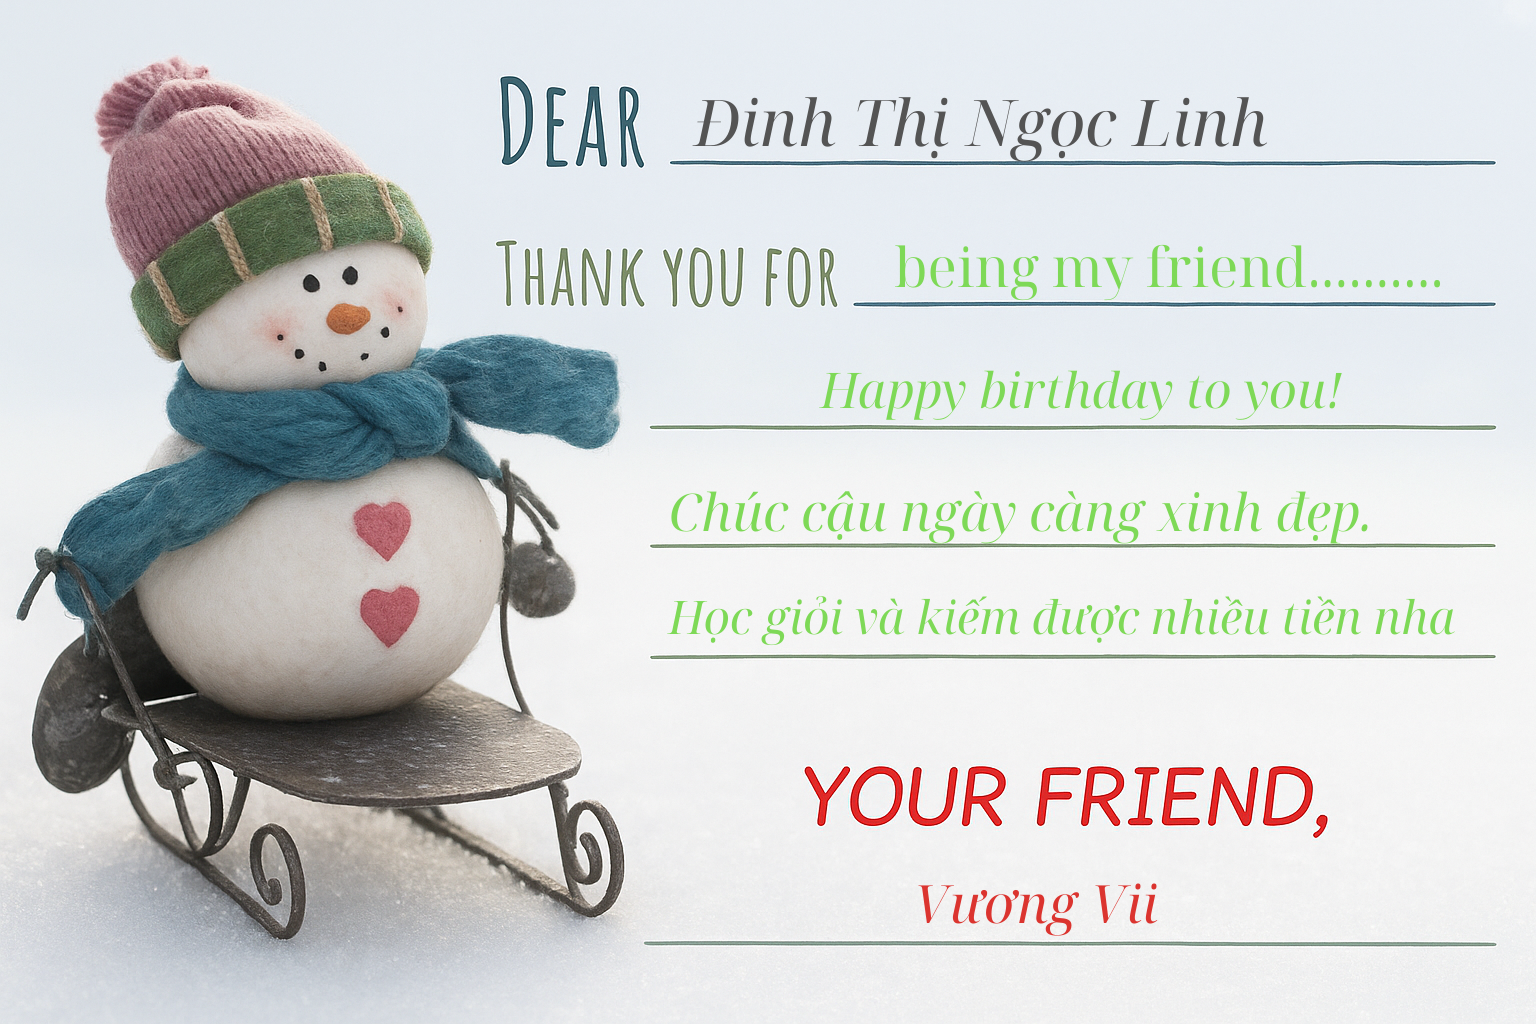 DEAR Đinh Thị Ngọc Linh
THANK YOU FOR being my friend..........
Happy birthday to you!
Chúc cậu ngày càng xinh đẹp.
Học giỏi và kiếm được nhiều tiền nha
YOUR FRIEND,
Vương Vii